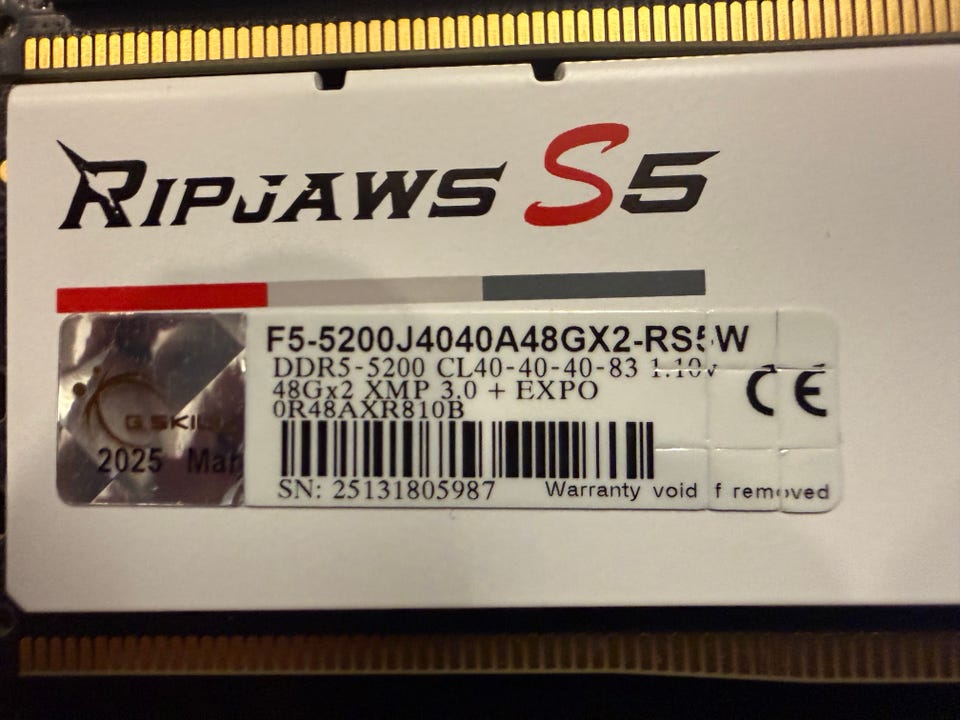 RIPJAWS S5
F5-5200J4040A48GX2-RS5W
DDR5-5200 CL40-40-40-83 1.10v
48Gx2 XMP 3.0 + EXPO
0R48AXR810B
CE
G.SKILL
2025 Mar
SN: 25131805987
Warranty void if removed